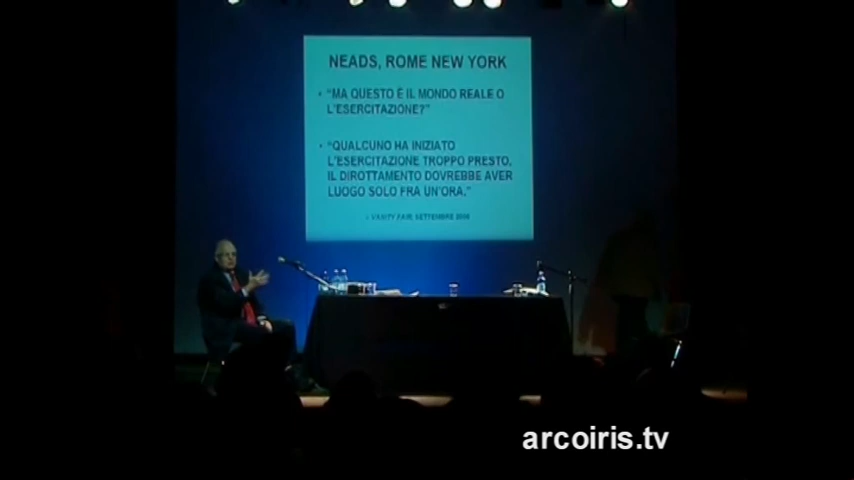 NEADS, ROME NEW YORK
• “MA QUESTO È IL MONDO REALE O
L’ESERCITAZIONE?”
• “QUALCUNO HA INIZIATO
L’ESERCITAZIONE TROPPO PRESTO,
IL DIROTTAMENTO DOVREBBE AVER
LUOGO SOLO FRA UN’ORA.”
VANITY FAIR SETTEMBRE
arcoiris.tv